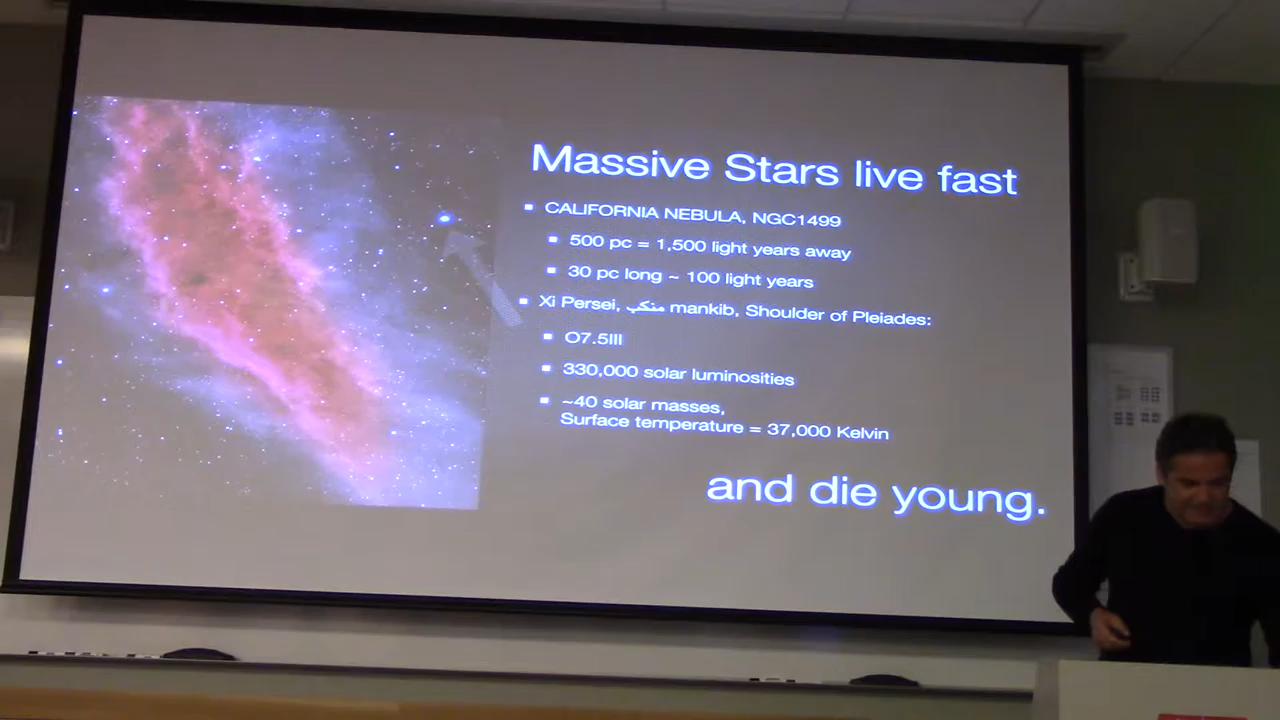 Massive Stars live fast
CALIFORNIA NEBULA, NGC1499
500 pc = 1,500 light years away
30 pc long ~ 100 light years
Xi Persei, منكب mankib, Shoulder of Pleiades:
O7.5III
330,000 solar luminosities
~40 solar masses,
Surface temperature = 37,000 Kelvin
and die young.